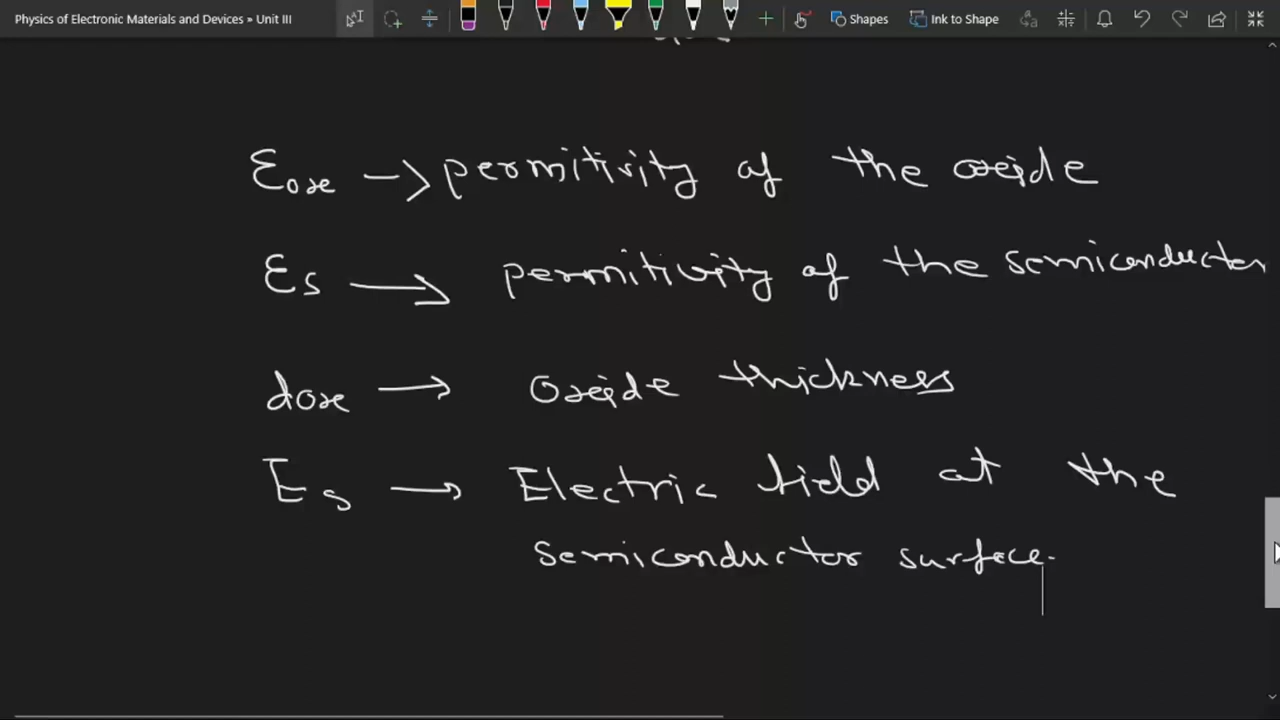 Physics of Electronic Materials and Devices » Unit III
Shapes
Ink to Shape
εox → permitivity of the oxide
εs → permitivity of the semiconductor
dox → oxide thickness
Es → Electric field at the
semiconductor surface.